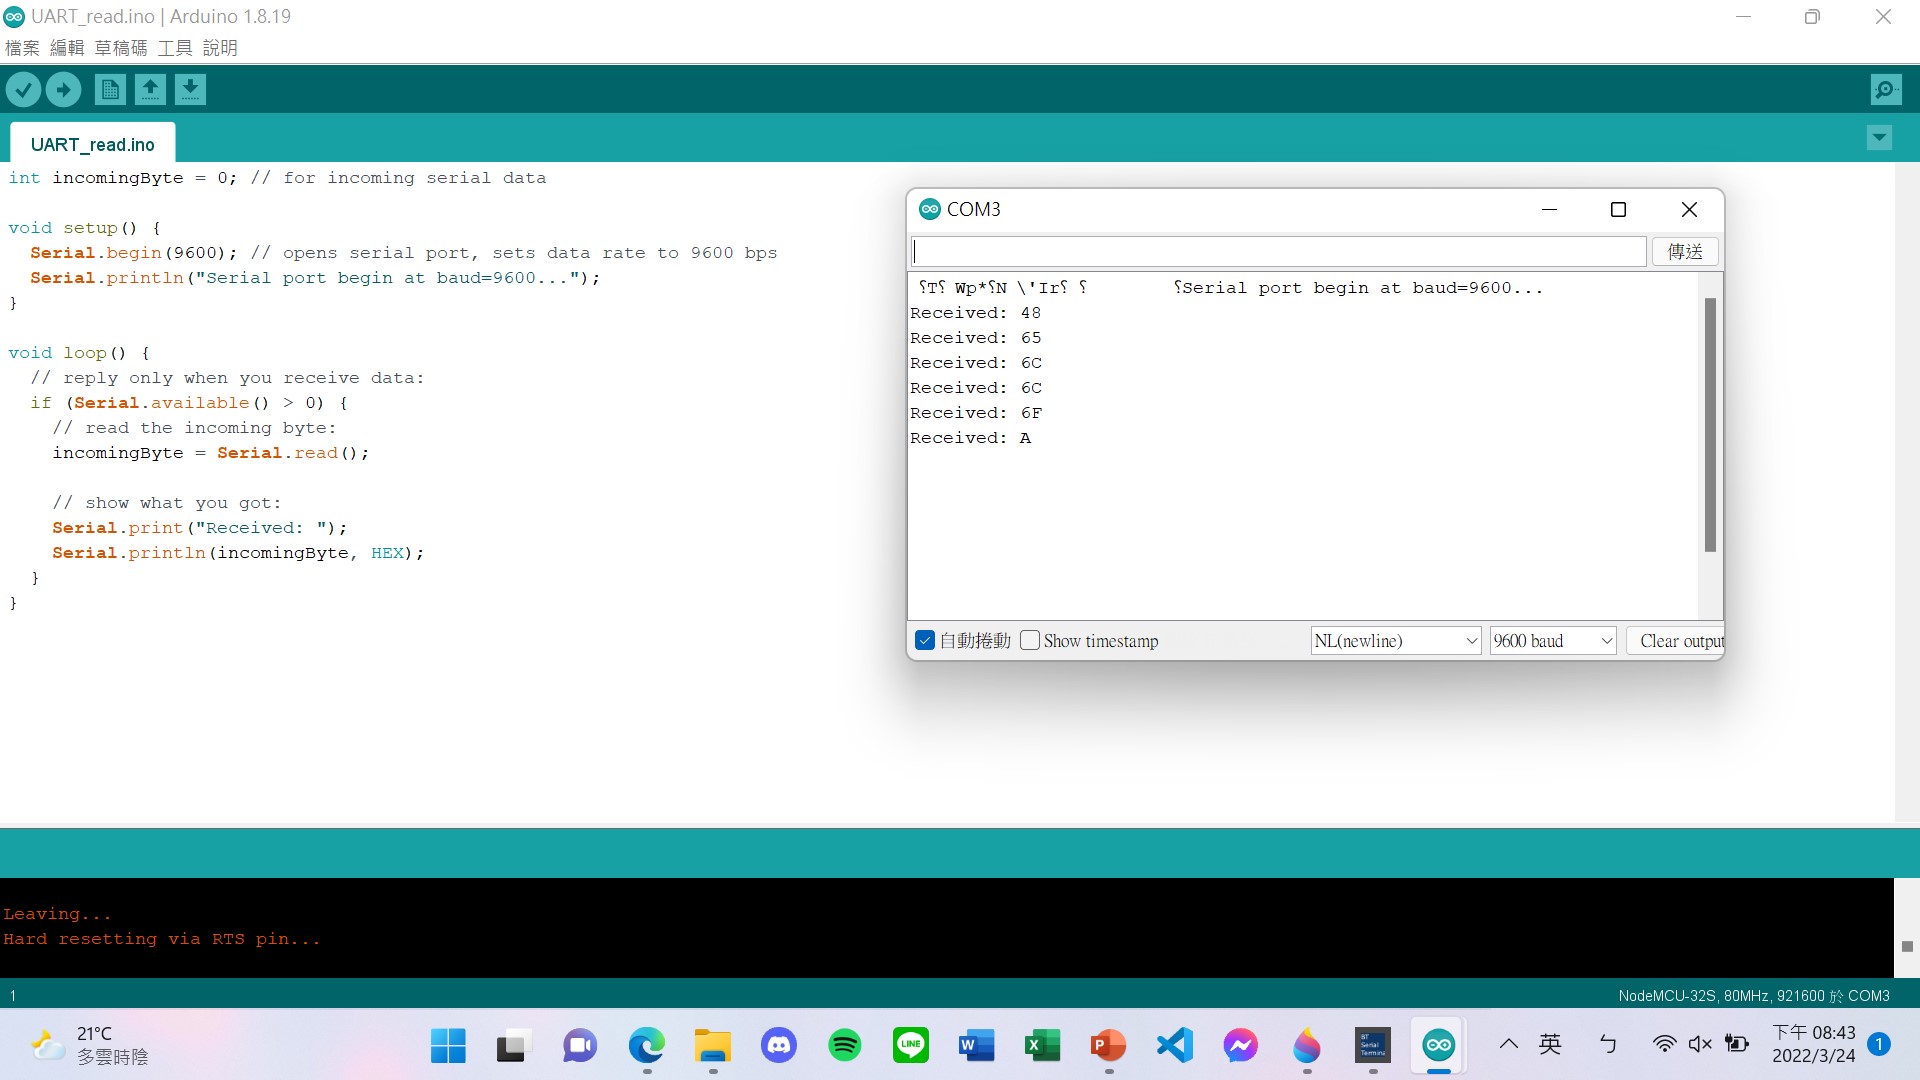 UART_read.ino | Arduino 1.8.19
檔案 編輯 草稿碼 工具 說明
UART_read.ino
int incomingByte = 0; // for incoming serial data
void setup() {
Serial.begin(9600); // opens serial port, sets data rate to 9600 bps
Serial.println("Serial port begin at baud=9600...");
}
void loop() {
// reply only when you receive data:
if (Serial.available() > 0) {
// read the incoming byte:
incomingByte = Serial.read();
// show what you got:
Serial.print("Received: ");
Serial.println(incomingByte, HEX);
}
}
COM3
傳送
⸮T⸮ Wp*⸮N \'Ir⸮ ⸮ ⸮Serial port begin at baud=9600...
Received: 48
Received: 65
Received: 6C
Received: 6C
Received: 6F
Received: A
自動捲動 Show timestamp NL(newline) 9600 baud Clear output
Leaving...
Hard resetting via RTS pin...
1 NodeMCU-32S, 80MHz, 921600 於 COM3
21°C
多雲時陰
LINE
W
X
P
BT
Serial
Termin
英 ㄅ
下午 08:43
2022/3/24
1